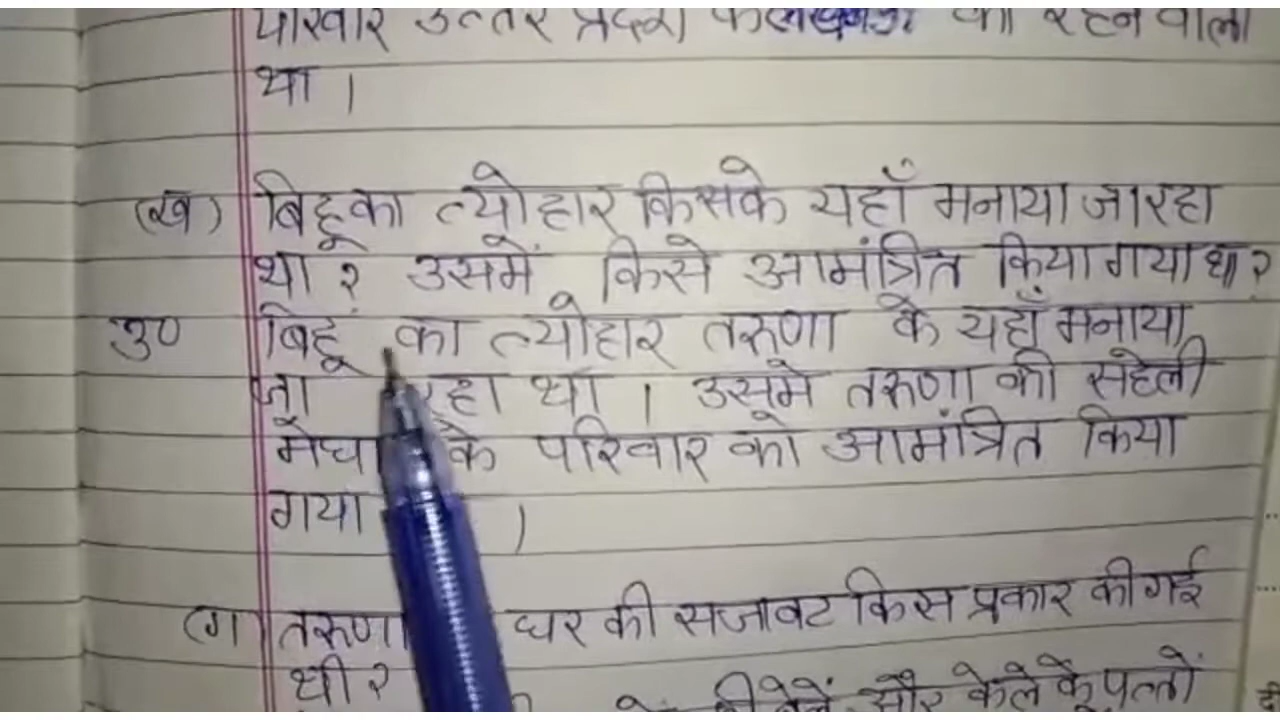 परिवार उत्तर प्रदेश के लखनऊ का रहने वाला
था ।
(ख) बिहू का त्योहार किसके यहाँ मनाया जा रहा
था ? उसमें किसे आमंत्रित किया गया था ?
उ० बिहू का त्योहार तरुणा के यहाँ मनाया
जा रहा था । उसमे तरुणा की सहेली
मेघा के परिवार को आमंत्रित किया
गया ।
(ग) तरुणा घर की सजावट किस प्रकार की गई
थी ?
बेलें और केले के पत्तों